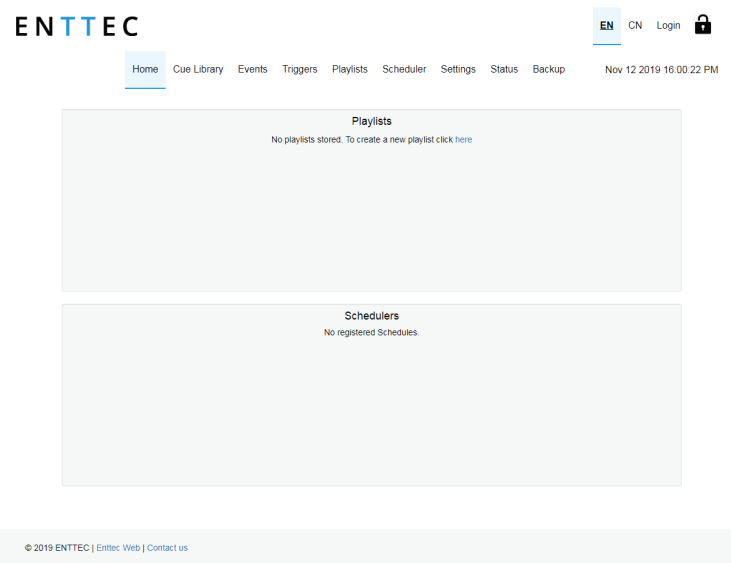 ENTTEC
EN CN Login
Home Cue Library Events Triggers Playlists Scheduler Settings Status Backup Nov 12 2019 16:00:22 PM
Playlists
No playlists stored. To create a new playlist click here
Schedulers
No registered Schedules.
© 2019 ENTTEC | Enttec Web | Contact us